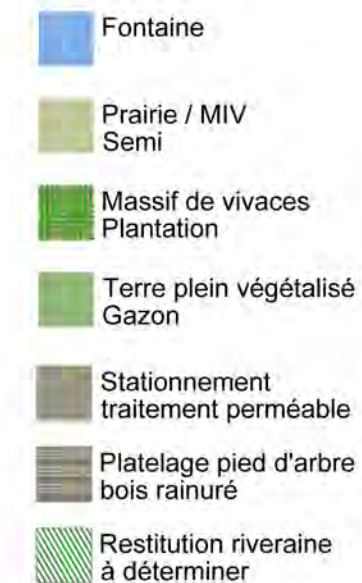 Fontaine
Prairie / MIV
Semi
Massif de vivaces
Plantation
Terre plein végétalisé
Gazon
Stationnement
traitement perméable
Platelage pied d'arbre
bois rainuré
Restitution riveraine
à déterminer